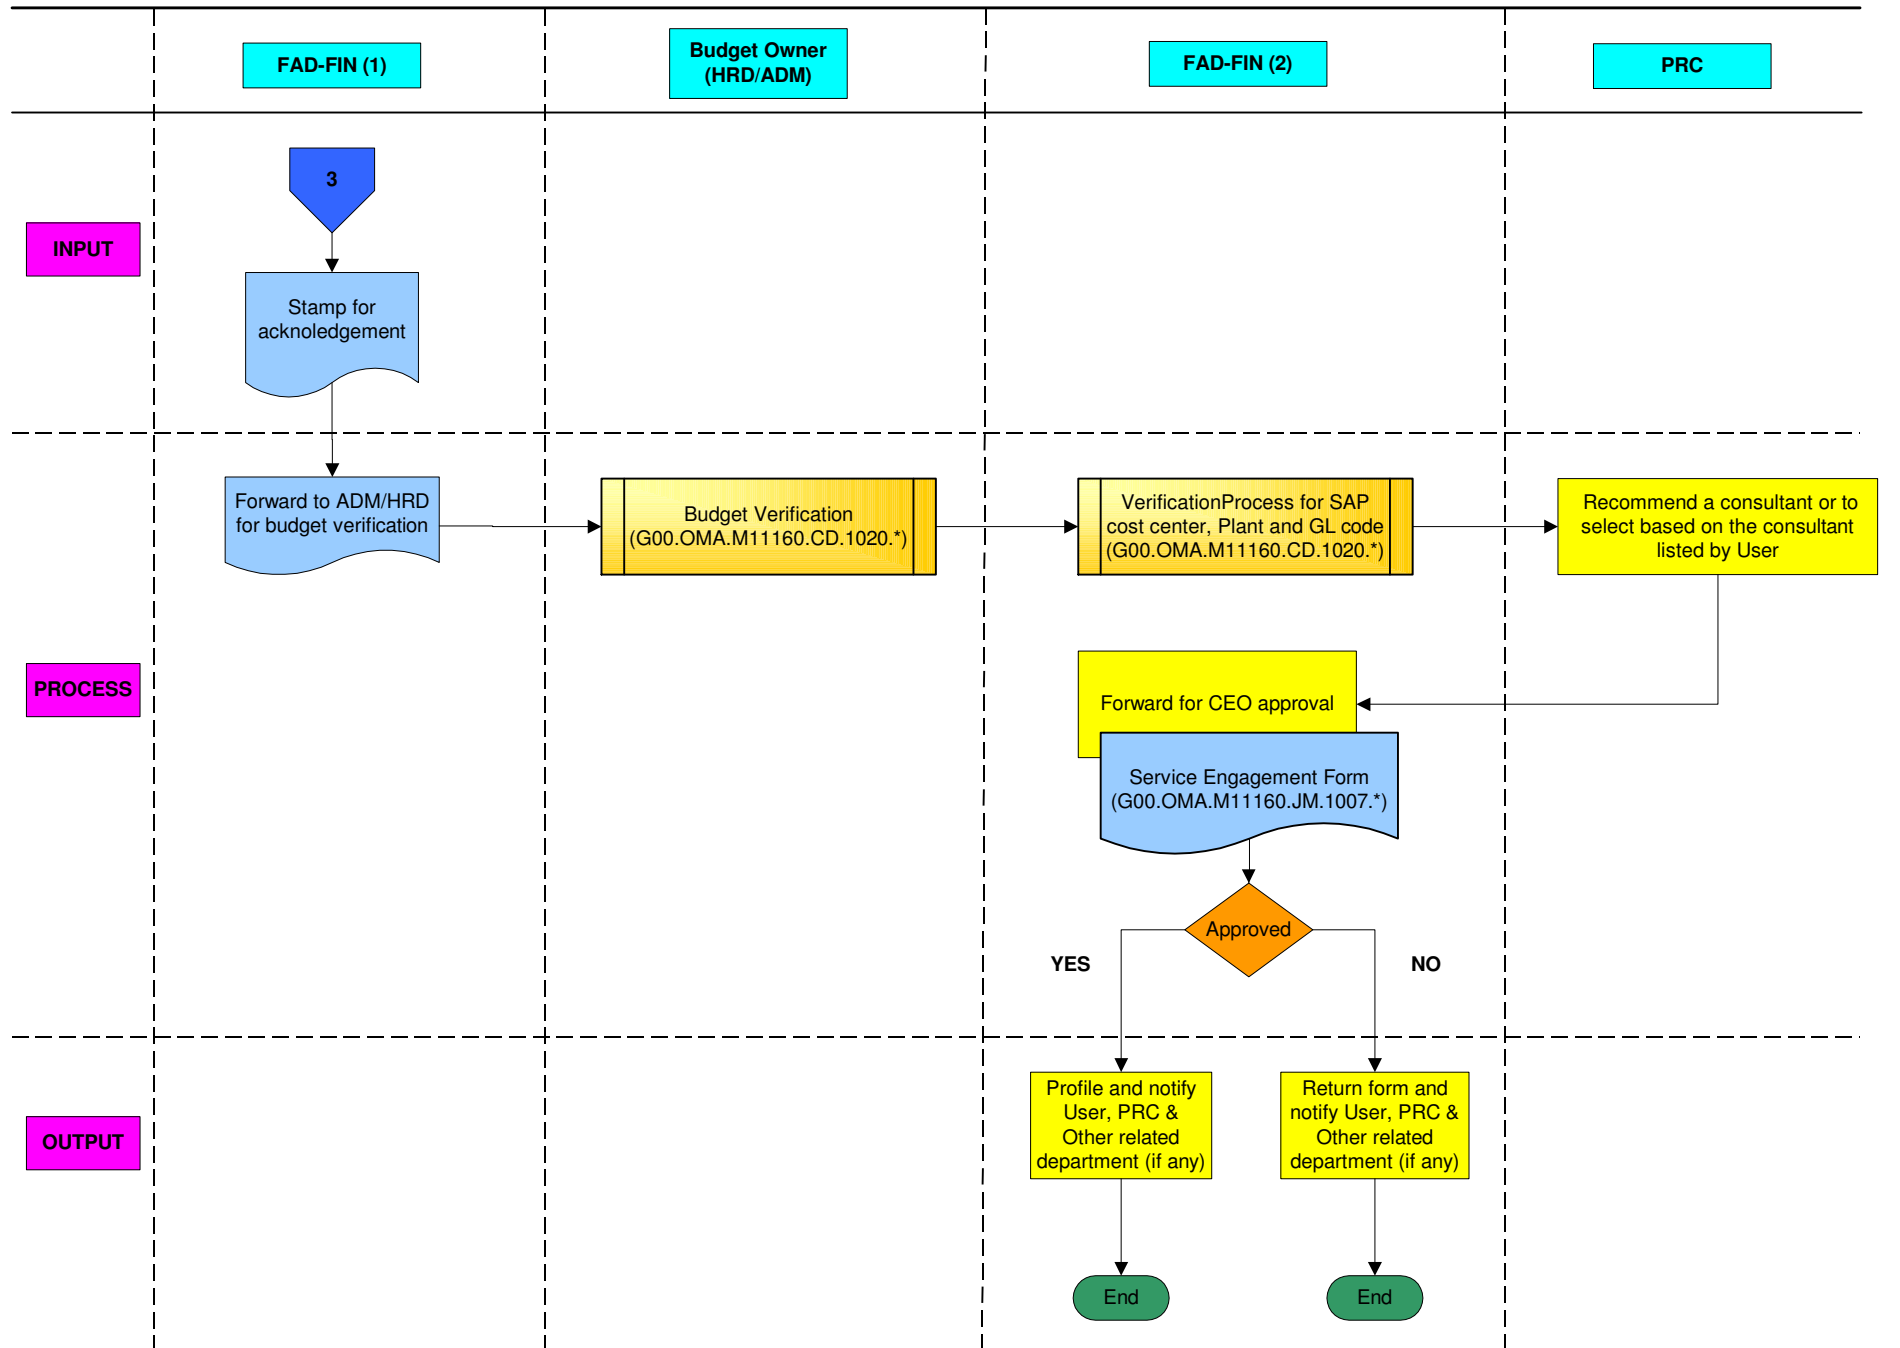 FAD-FIN (1)
Budget Owner
(HRD/ADM)
FAD-FIN (2)
PRC
3
INPUT
Stamp for
acknoledgement
PROCESS
Forward to ADM/HRD
for budget verification
Budget Verification
(G00.OMA.M11160.CD.1020.*)
VerificationProcess for SAP
cost center, Plant and GL code
(G00.OMA.M11160.CD.1020.*)
Recommend a consultant or to
select based on the consultant
listed by User
Forward for CEO approval
Service Engagement Form
(G00.OMA.M11160.JM.1007.*)
Approved
YES
NO
OUTPUT
Profile and notify
User, PRC &
Other related
department (if any)
Return form and
notify User, PRC &
Other related
department (if any)
End
End